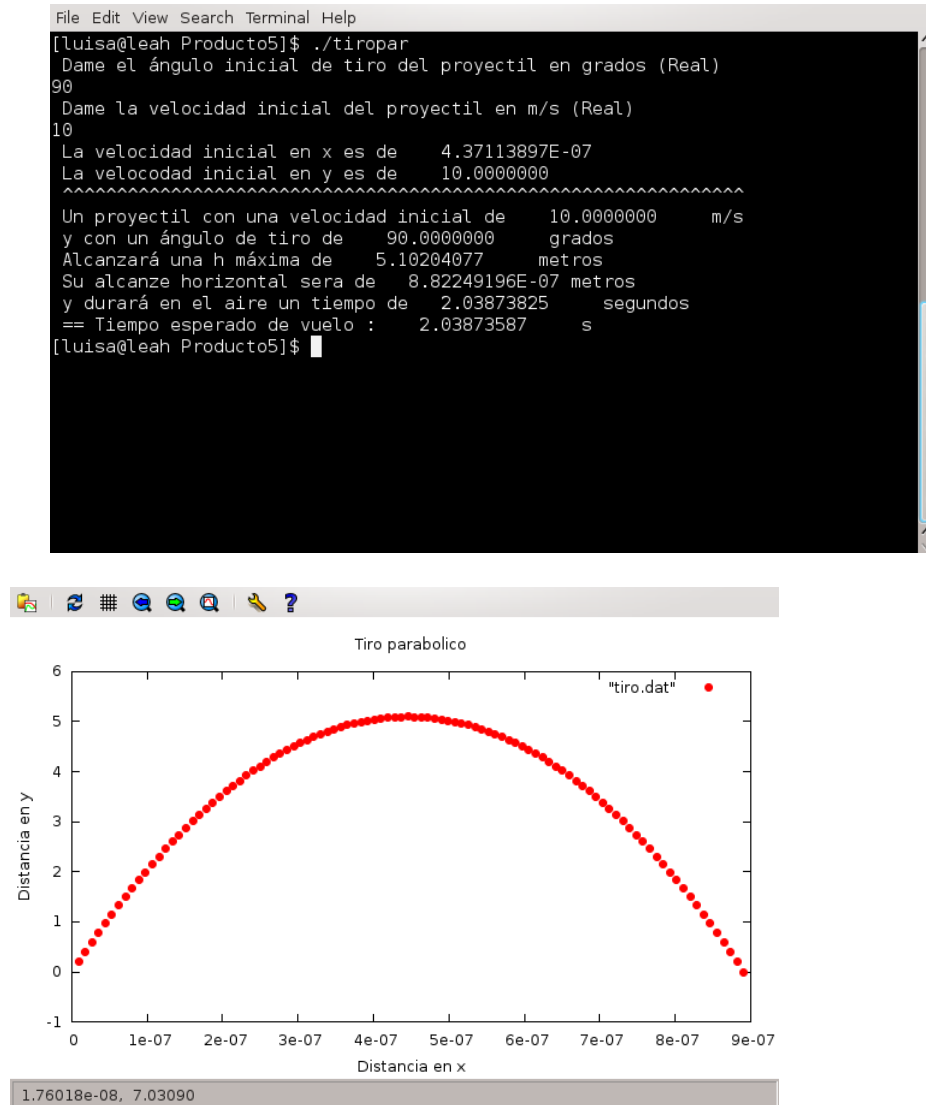 File Edit View Search Terminal Help
[luisa@leah Producto5]$ ./tiropar
Dame el ángulo inicial de tiro del proyectil en grados (Real)
90
Dame la velocidad inicial del proyectil en m/s (Real)
10
La velocidad inicial en x es de 4.37113897E-07
La velocodad inicial en y es de 10.0000000
^^^^^^^^^^^^^^^^^^^^^^^^^^^^^^^^^^^^^^^^^^^^^^^^^^^^^^^^^^^^^^^
Un proyectil con una velocidad inicial de 10.0000000 m/s
y con un ángulo de tiro de 90.0000000 grados
Alcanzará una h máxima de 5.10204077 metros
Su alcanze horizontal sera de 8.82249196E-07 metros
y durará en el aire un tiempo de 2.03873825 segundos
== Tiempo esperado de vuelo : 2.03873587 s
[luisa@leah Producto5]$
Tiro parabolico
"tiro.dat"
6
5
4
3
2
1
0
-1
Distancia en y
0 1e-07 2e-07 3e-07 4e-07 5e-07 6e-07 7e-07 8e-07 9e-07
Distancia en x
1.76018e-08, 7.03090